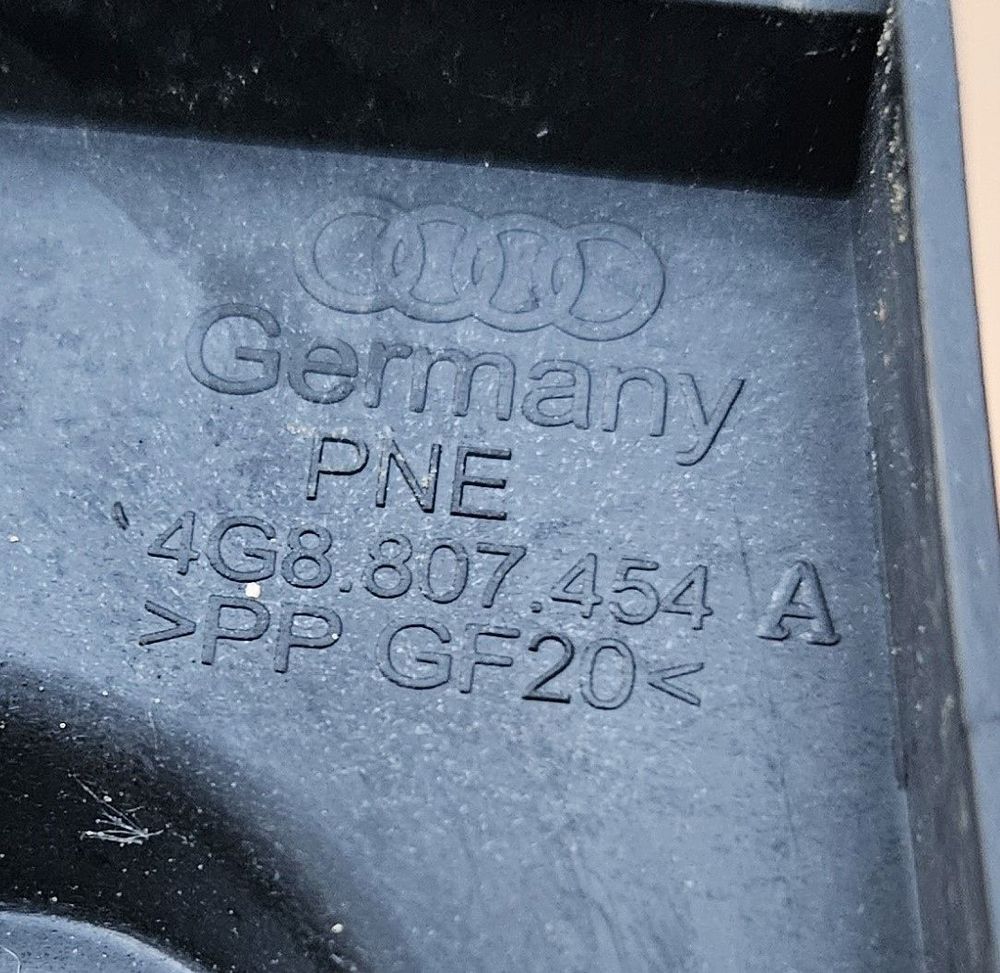 Germany
PNE
4G8.807.454 A
>PP GF20<